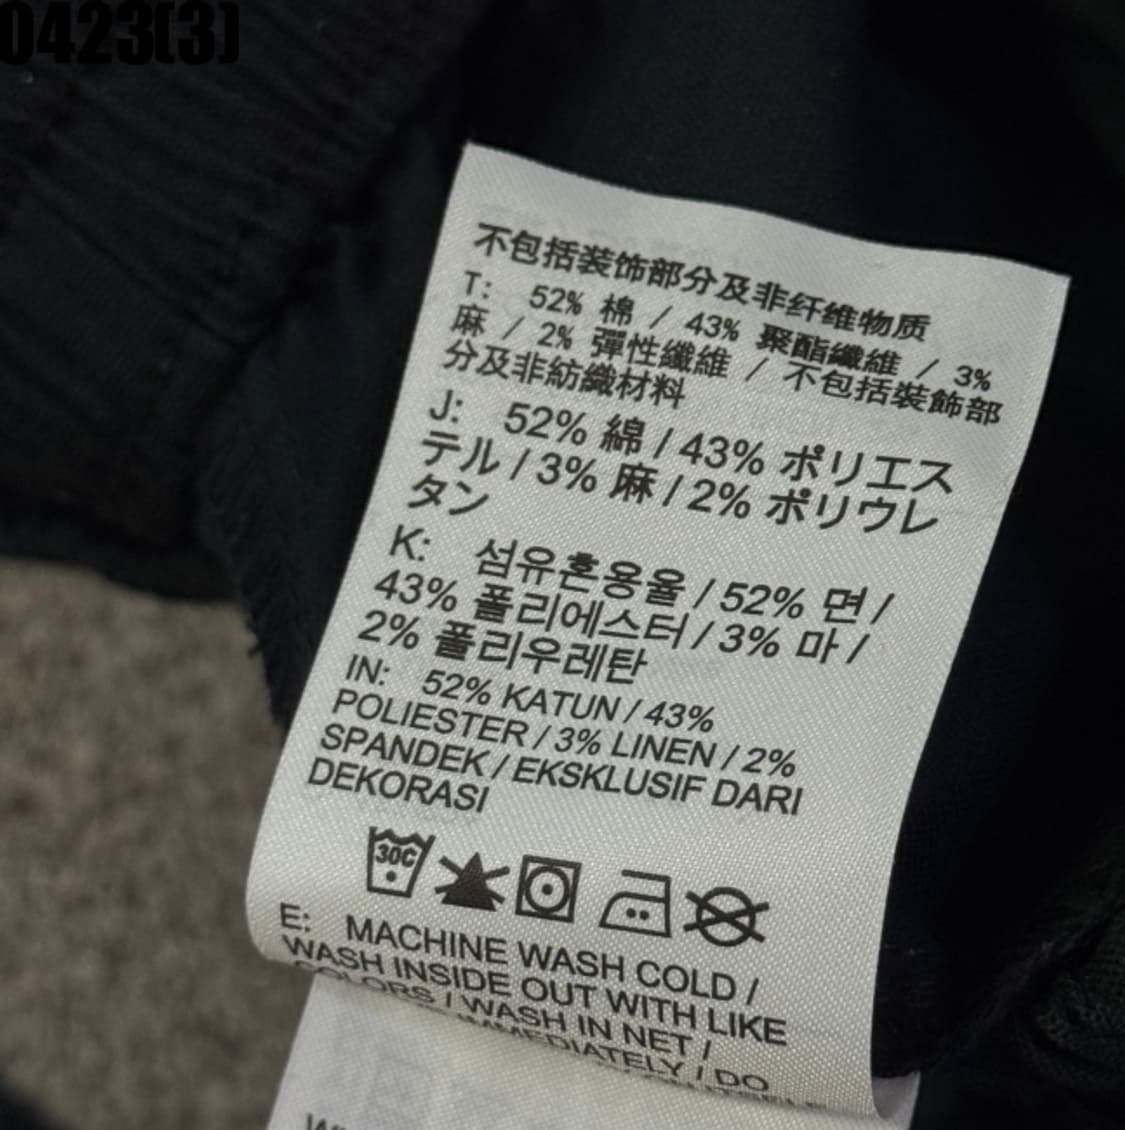 0423(3)
不包括装饰部分及非纤维物质
T: 52% 棉 / 43% 聚酯纖維 / 3%
麻 / 2% 彈性纖維 / 不包括裝飾部
分及非紡織材料
J: 52% 綿 / 43% ポリエス
テル / 3% 麻 / 2% ポリウレ
タン
K: 섬유혼용율 / 52% 면 /
43% 폴리에스터 / 3% 마 /
2% 폴리우레탄
IN: 52% KATUN / 43%
POLIESTER / 3% LINEN / 2%
SPANDEK / EKSKLUSIF DARI
DEKORASI
30C
E: MACHINE WASH COLD /
WASH INSIDE OUT WITH LIKE
COLORS / WASH IN NET /
IMMEDIATELY / DO